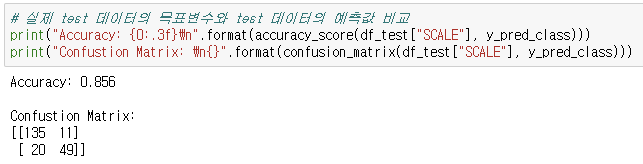 # 실제 test 데이터의 목표변수와 test 데이터의 예측값 비교
print("Accuracy: {0:.3f}₩n".format(accuracy_score(df_test["SCALE"], y_pred_class)))
print("Confustion Matrix: ₩n{}".format(confusion_matrix(df_test["SCALE"], y_pred_class)))
Accuracy: 0.856
Confustion Matrix:
[[135 11]
[ 20 49]]